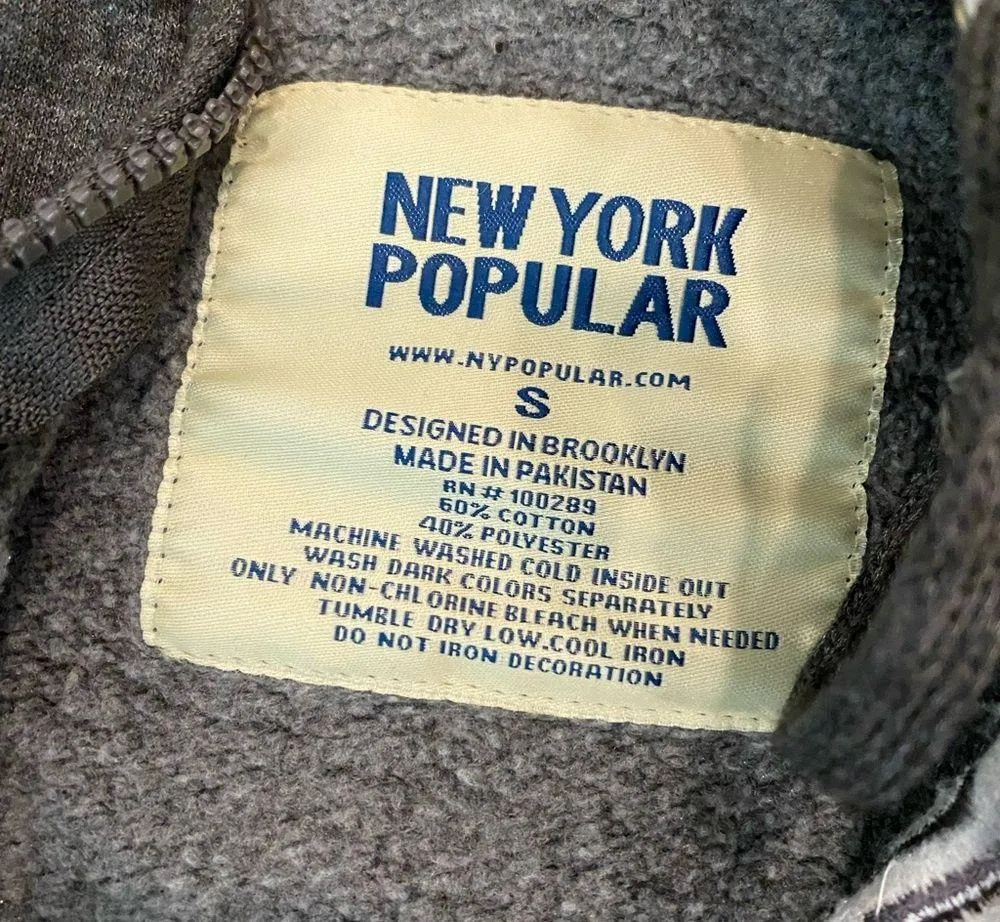 NEW YORK
POPULAR
WWW.NYPOPULAR.COM
S
DESIGNED IN BROOKLYN
MADE IN PAKISTAN
RN # 100289
60% COTTON
40% POLYESTER
MACHINE WASHED COLD INSIDE OUT
WASH DARK COLORS SEPARATELY
ONLY NON-CHLORINE BLEACH WHEN NEEDED
TUMBLE DRY LOW.COOL IRON
DO NOT IRON DECORATION